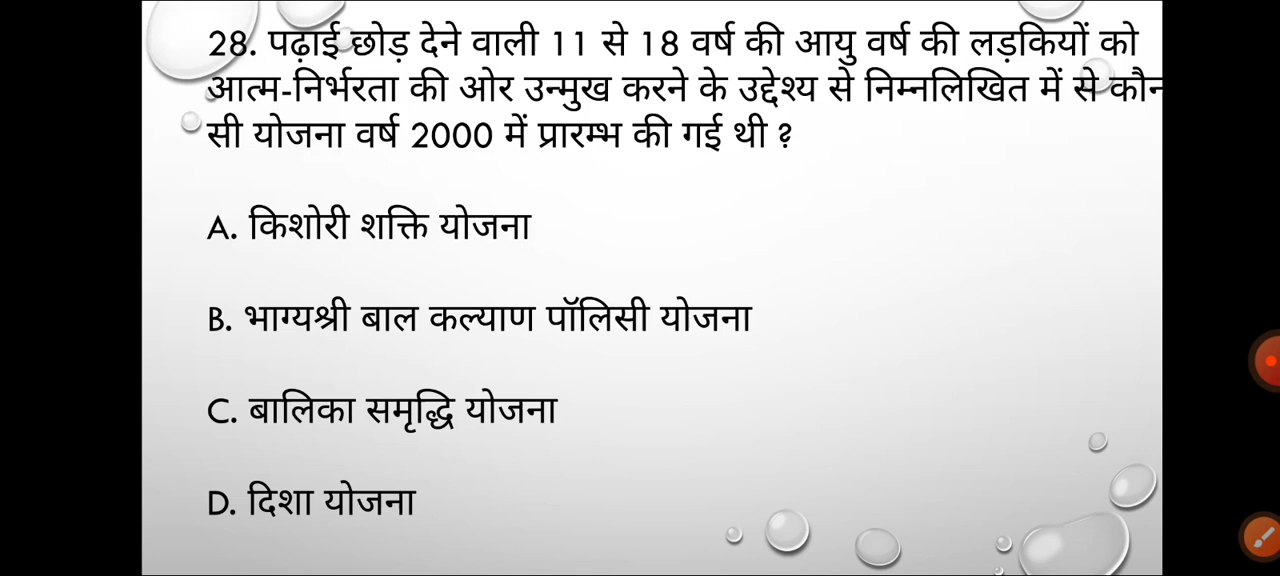 28. पढ़ाई छोड़ देने वाली 11 से 18 वर्ष की आयु वर्ष की लड़कियों को
आत्म-निर्भरता की ओर उन्मुख करने के उद्देश्य से निम्नलिखित में से कौन
सी योजना वर्ष 2000 में प्रारम्भ की गई थी ?
A. किशोरी शक्ति योजना
B. भाग्यश्री बाल कल्याण पॉलिसी योजना
C. बालिका समृद्धि योजना
D. दिशा योजना